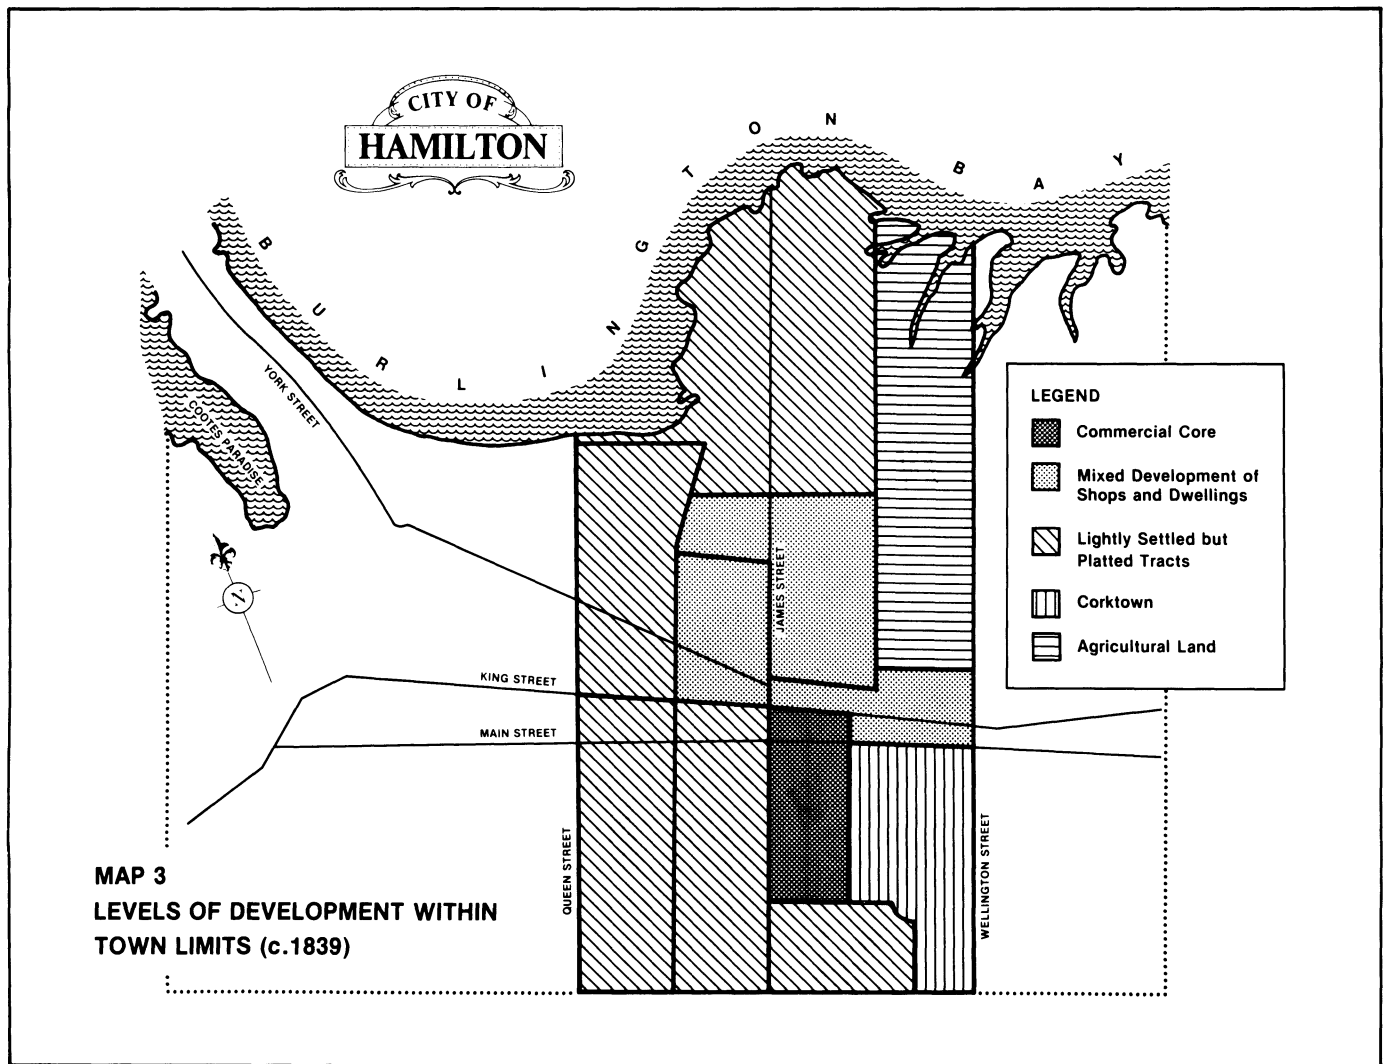 CITY OF
HAMILTON
BURLINGTON BAY
YORK STREET
COOTES PARADISE
N
JAMES STREET
KING STREET
MAIN STREET
QUEEN STREET
WELLINGTON STREET
LEGEND
Commercial Core
Mixed Development of
Shops and Dwellings
Lightly Settled but
Platted Tracts
Corktown
Agricultural Land
MAP 3
LEVELS OF DEVELOPMENT WITHIN
TOWN LIMITS (c.1839)